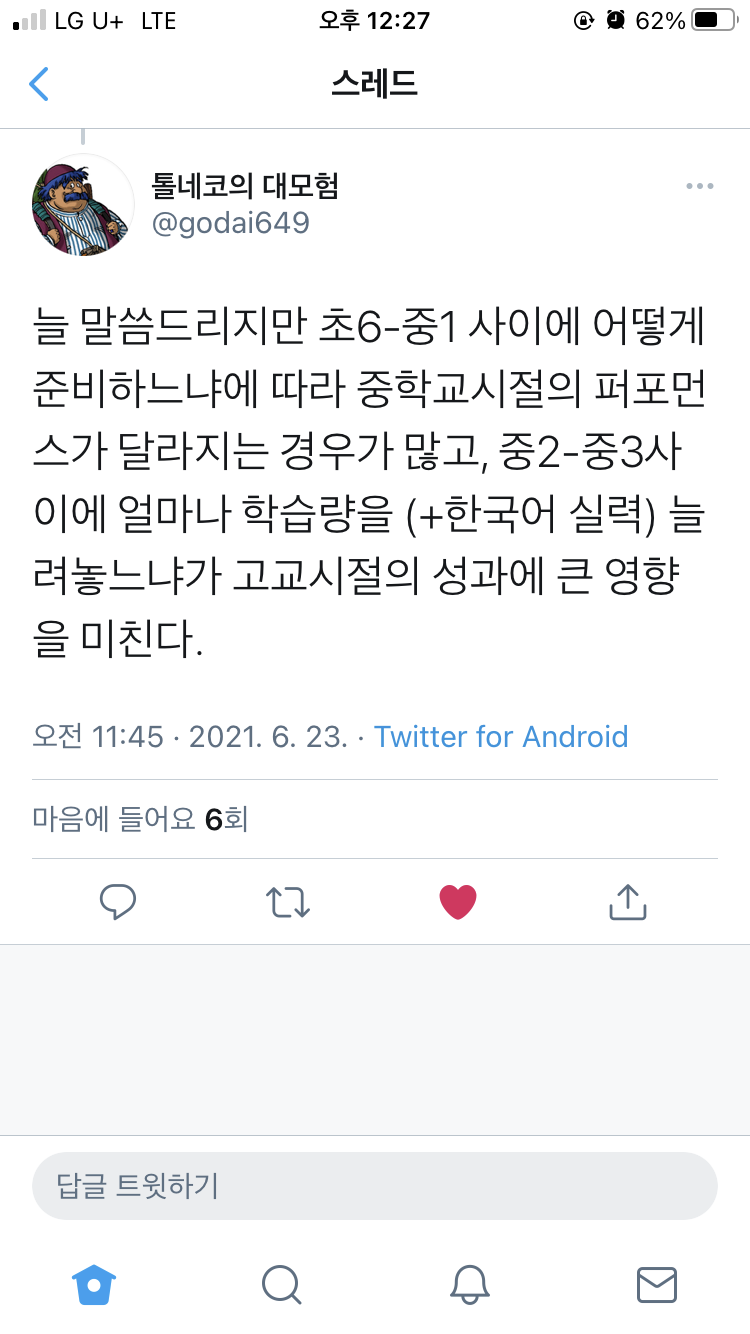 LG U+ LTE 오후 12:27 62%
스레드
톨네코의 대모험
@godai649
늘 말씀드리지만 초6-중1 사이에 어떻게
준비하느냐에 따라 중학교시절의 퍼포먼
스가 달라지는 경우가 많고, 중2-중3사
이에 얼마나 학습량을 (+한국어 실력) 늘
려놓느냐가 고교시절의 성과에 큰 영향
을 미친다.
오전 11:45 · 2021. 6. 23. · Twitter for Android
마음에 들어요 6회
답글 트윗하기